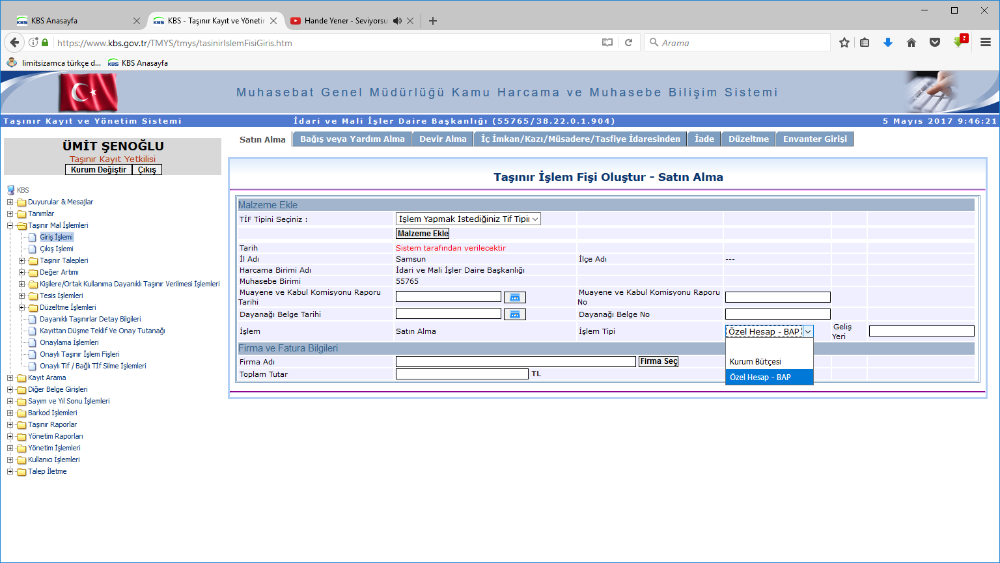 KBS Anasayfa
KBS - Taşınır Kayıt ve Yönetim
Hande Yener - Seviyorsu
https://www.kbs.gov.tr/TMYS/tmys/tasinirIslemFisiGiris.htm
Arama
limitsizamca türkçe d...
KBS Anasayfa
Muhasebat Genel Müdürlüğü Kamu Harcama ve Muhasebe Bilişim Sistemi
Taşınır Kayıt ve Yönetim Sistemi
İdari ve Mali İşler Daire Başkanlığı (55765/38.22.0.1.904)
5 Mayıs 2017 9:46:21
ÜMİT ŞENOĞLU
Taşınır Kayıt Yetkilisi
Kurum Değiştir
Çıkış
KBS
Duyurular & Mesajlar
Tanımlar
Taşınır Mal İşlemleri
Giriş İşlemi
Çıkış İşlemi
Taşınır Talepleri
Değer Artımı
Kişilere/Ortak Kullanıma Dayanıklı Taşınır Verilmesi İşlemleri
Tesis İşlemleri
Düzeltme İşlemleri
Dayanıklı Taşınırlar Detay Bilgileri
Kayıttan Düşme Teklif Ve Onay Tutanağı
Onaylama İşlemleri
Onaylı Taşınır İşlem Fişleri
Onaylı Tif / Bağlı TİF Silme İşlemleri
Kayıt Arama
Diğer Belge Girişleri
Sayım ve Yıl Sonu İşlemleri
Barkod İşlemleri
Taşınır Raporlar
Yönetim Raporları
Yönetim İşlemleri
Kullanıcı İşlemleri
Talep İletme
Satın Alma
Bağış veya Yardım Alma
Devir Alma
İç İmkan/Kazı/Müsadere/Tasfiye İdaresinden
İade
Düzeltme
Envanter Girişi
Taşınır İşlem Fişi Oluştur - Satın Alma
Malzeme Ekle
TİF Tipini Seçiniz :
İşlem Yapmak İstediğiniz Tif Tipin
Malzeme Ekle
Tarih
Sistem tarafından verilecektir
İl Adı
Samsun
İlçe Adı
---
Harcama Birimi Adı
İdari ve Mali İşler Daire Başkanlığı
Muhasebe Birimi
55765
Muayene ve Kabul Komisyonu Raporu Tarihi
Muayene ve Kabul Komisyonu Raporu No
Dayanağı Belge Tarihi
Dayanağı Belge No
İşlem
Satın Alma
İşlem Tipi
Özel Hesap - BAP
Geliş Yeri
Kurum Bütçesi
Özel Hesap - BAP
Firma ve Fatura Bilgileri
Firma Adı
Firma Seç
Toplam Tutar
TL